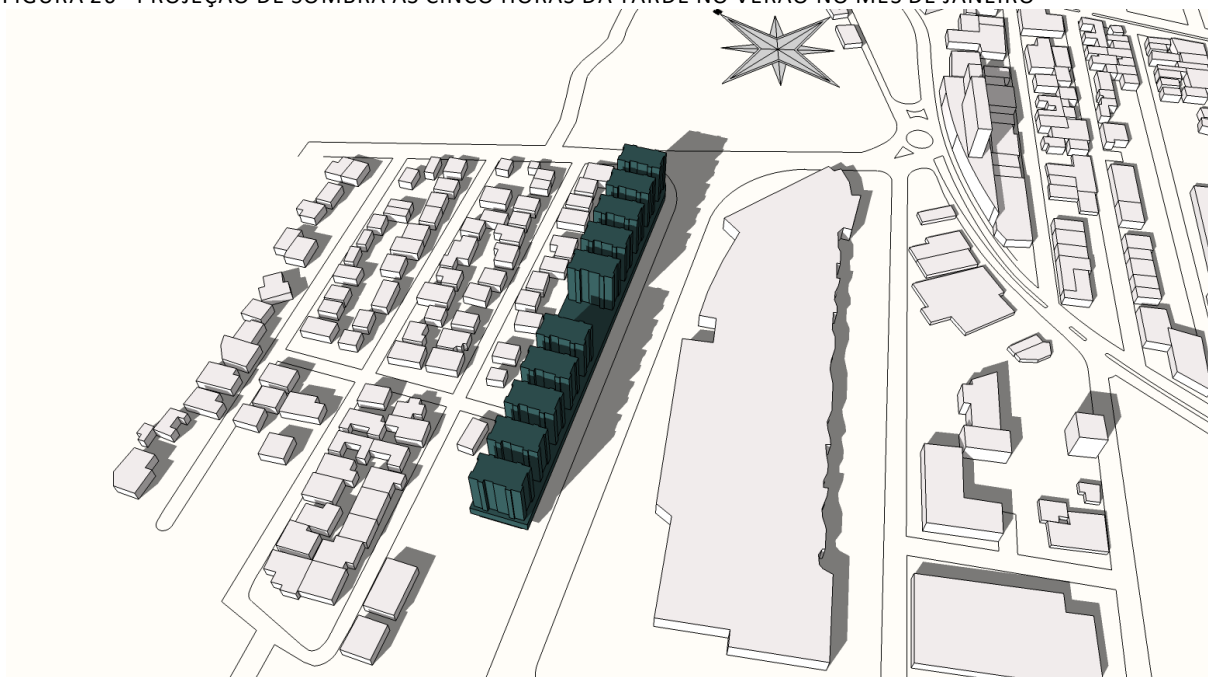 FIGURA 20 - PROJEÇÃO DE SOMBRA ÀS CINCO HORAS DA TARDE NO VERÃO NO MÊS DE JANEIRO